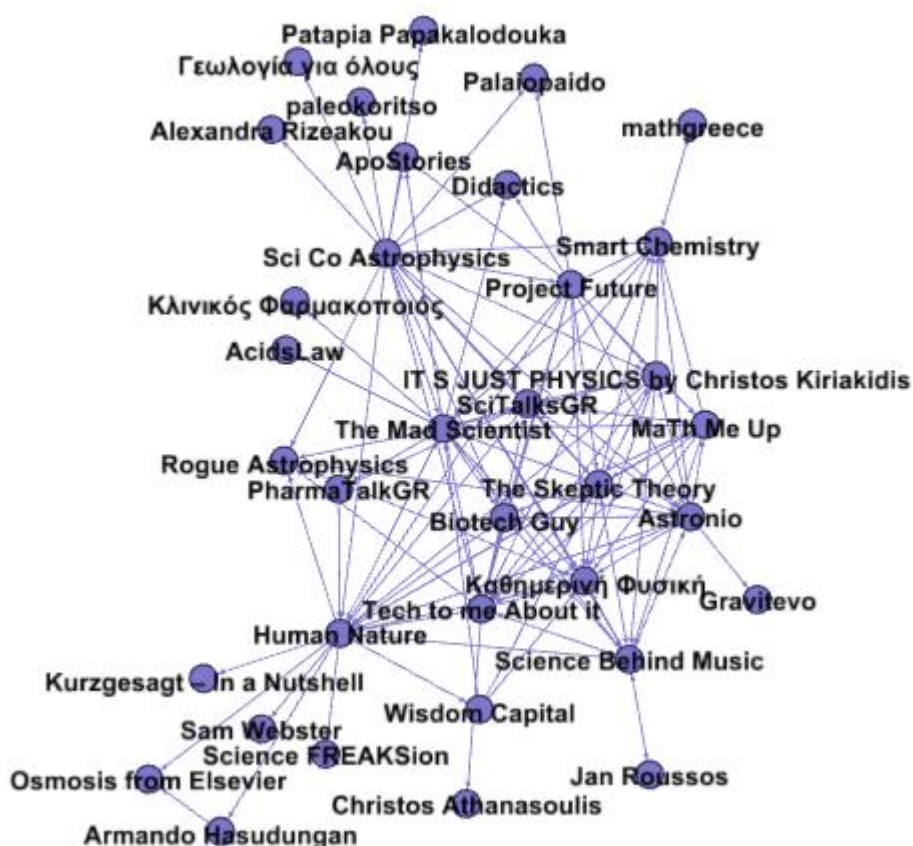 Patapia Papakalodouka
Γεωλογία για όλους
Palaiopaido
paleokoritso
Alexandra Rizeakou
mathgreece
ApoStories
Didactics
Sci Co Astrophysics
Smart Chemistry
Project Future
Κλινικός Φαρμακοποιός
AcidsLaw
IT S JUST PHYSICS by Christos Kiriakidis
SciTalksGR
The Mad Scientist
MaTh Me Up
Rogue Astrophysics
PharmaTalkGR
The Skeptic Theory
Biotech Guy
Astronio
Καθημερινή Φυσική
Tech to me About it
Gravitevo
Human Nature
Science Behind Music
Kurzgesagt – In a Nutshell
Wisdom Capital
Sam Webster
Science FREAKSion
Osmosis from Elsevier
Jan Roussos
Christos Athanasoulis
Armando Hasudungan